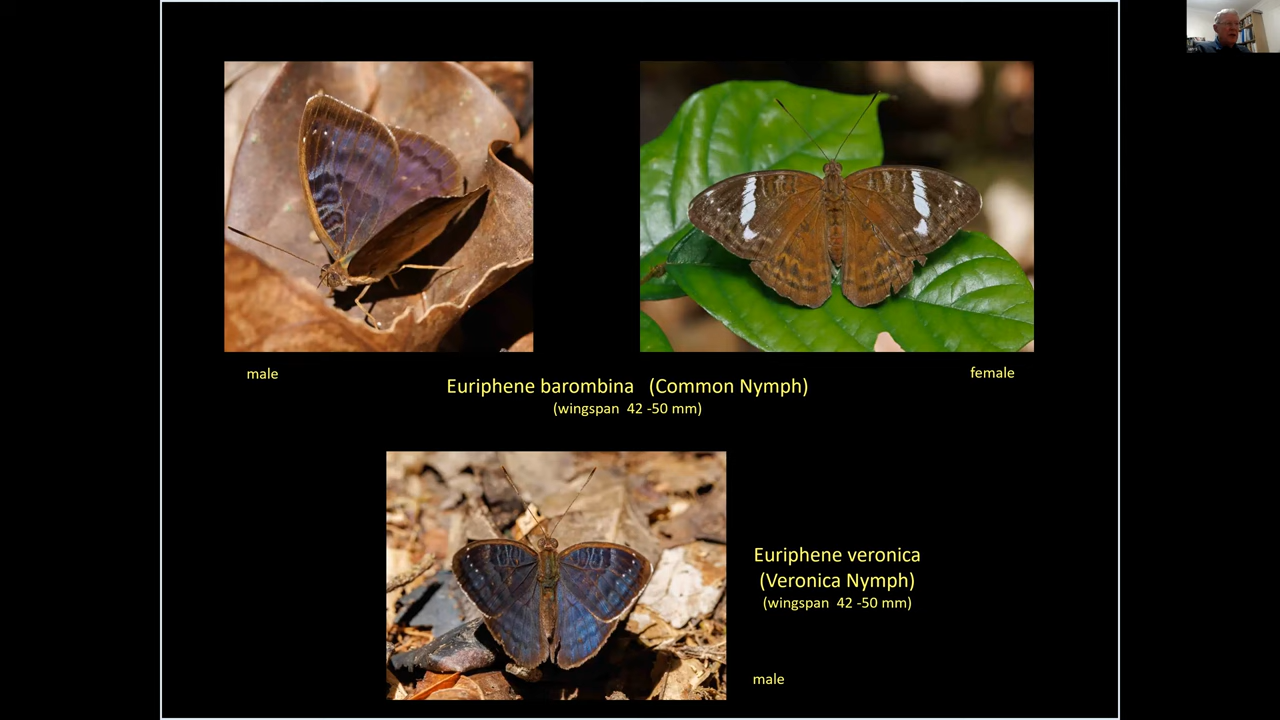 male
female
Euriphene barombina (Common Nymph)
(wingspan 42 -50 mm)
Euriphene veronica
(Veronica Nymph)
(wingspan 42 -50 mm)
male